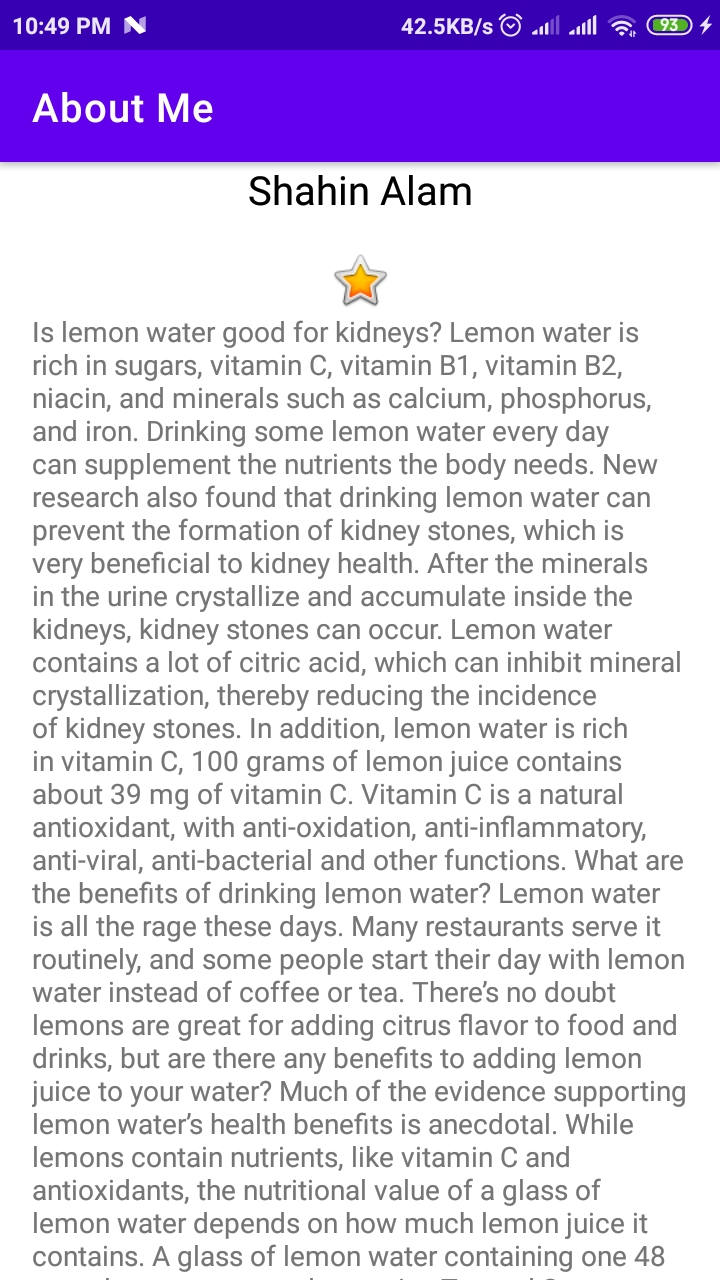 10:49 PM 42.5KB/s 93
About Me
Shahin Alam
Is lemon water good for kidneys? Lemon water is
rich in sugars, vitamin C, vitamin B1, vitamin B2,
niacin, and minerals such as calcium, phosphorus,
and iron. Drinking some lemon water every day
can supplement the nutrients the body needs. New
research also found that drinking lemon water can
prevent the formation of kidney stones, which is
very beneficial to kidney health. After the minerals
in the urine crystallize and accumulate inside the
kidneys, kidney stones can occur. Lemon water
contains a lot of citric acid, which can inhibit mineral
crystallization, thereby reducing the incidence
of kidney stones. In addition, lemon water is rich
in vitamin C, 100 grams of lemon juice contains
about 39 mg of vitamin C. Vitamin C is a natural
antioxidant, with anti-oxidation, anti-inflammatory,
anti-viral, anti-bacterial and other functions. What are
the benefits of drinking lemon water? Lemon water
is all the rage these days. Many restaurants serve it
routinely, and some people start their day with lemon
water instead of coffee or tea. There’s no doubt
lemons are great for adding citrus flavor to food and
drinks, but are there any benefits to adding lemon
juice to your water? Much of the evidence supporting
lemon water’s health benefits is anecdotal. While
lemons contain nutrients, like vitamin C and
antioxidants, the nutritional value of a glass of
lemon water depends on how much lemon juice it
contains. A glass of lemon water containing one 48